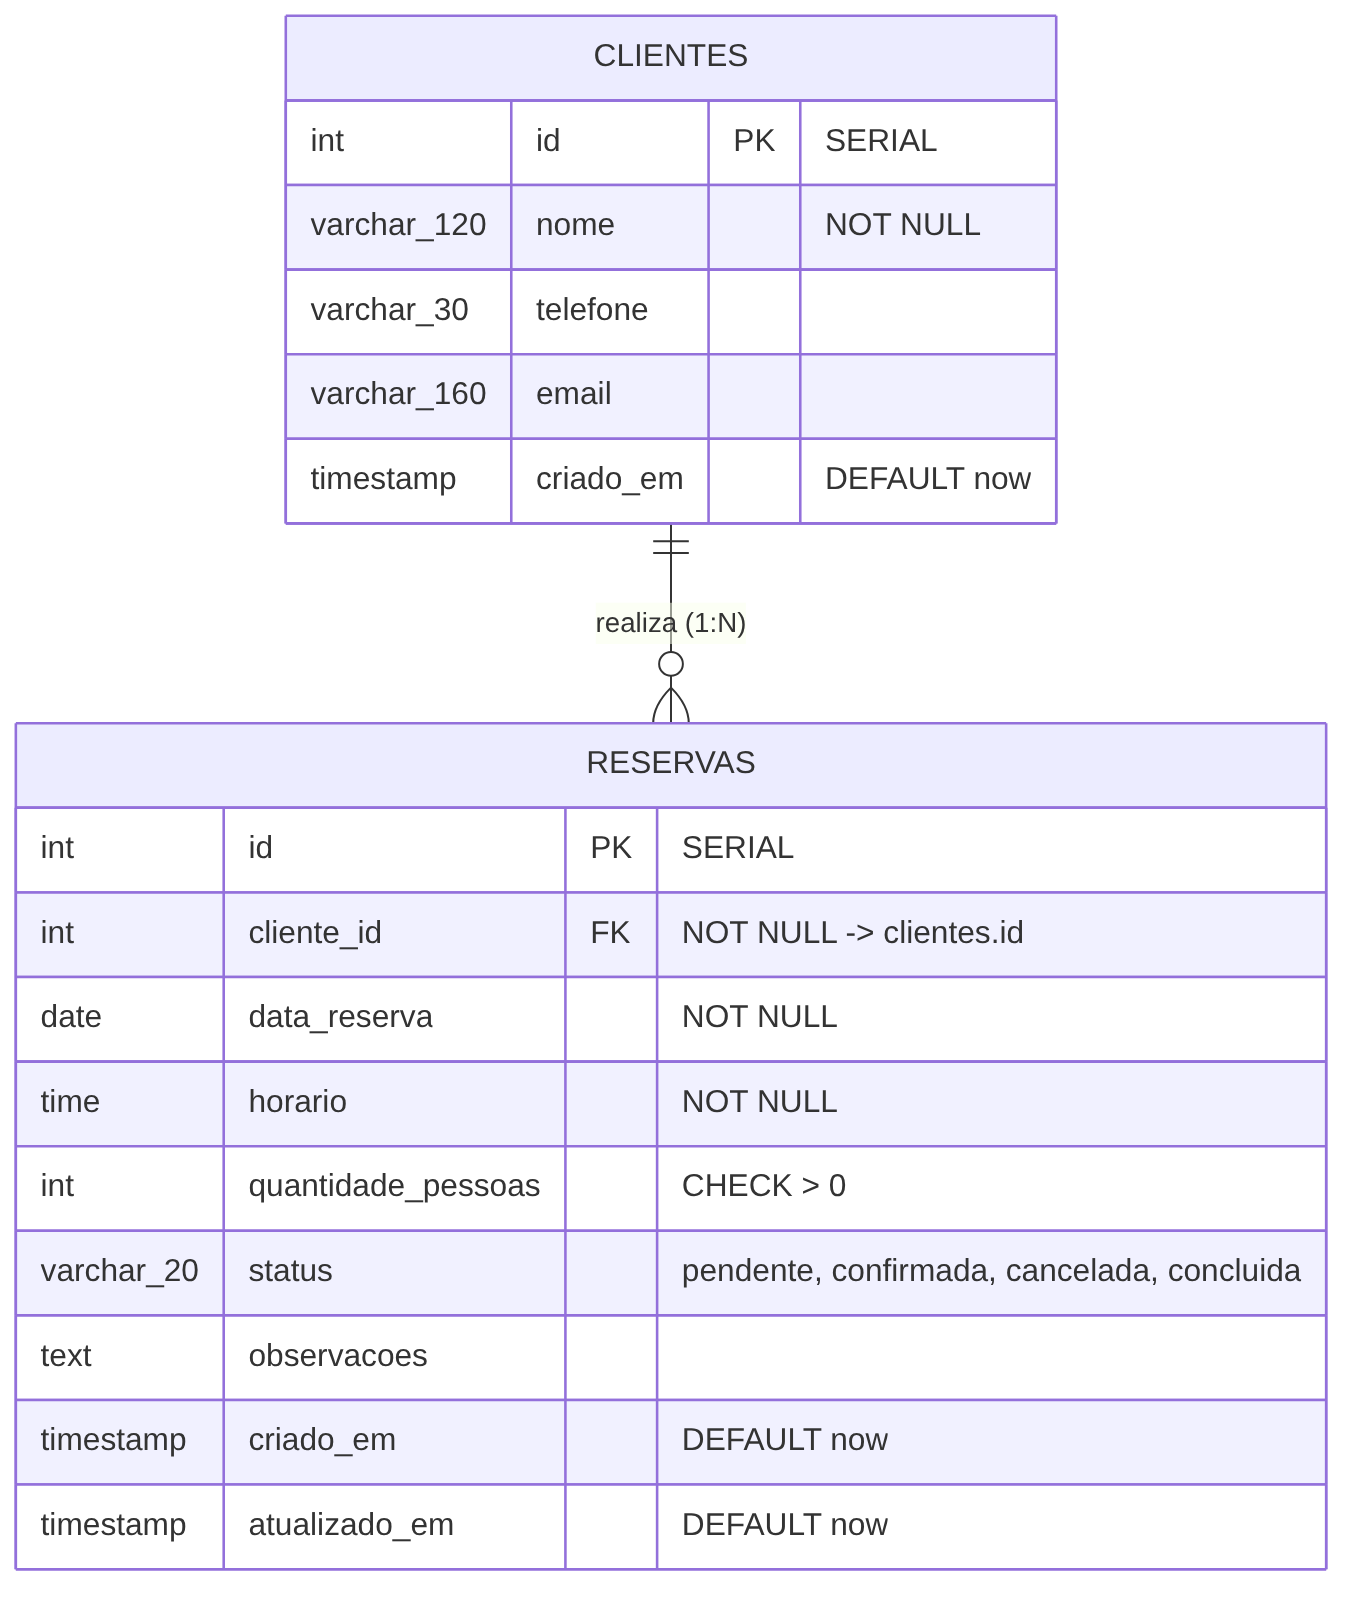 CLIENTES
int id PK SERIAL
varchar_120 nome NOT NULL
varchar_30 telefone
varchar_160 email
timestamp criado_em DEFAULT now
realiza (1:N)
RESERVAS
int id PK SERIAL
int cliente_id FK NOT NULL -> clientes.id
date data_reserva NOT NULL
time horario NOT NULL
int quantidade_pessoas CHECK > 0
varchar_20 status pendente, confirmada, cancelada, concluida
text observacoes
timestamp criado_em DEFAULT now
timestamp atualizado_em DEFAULT now